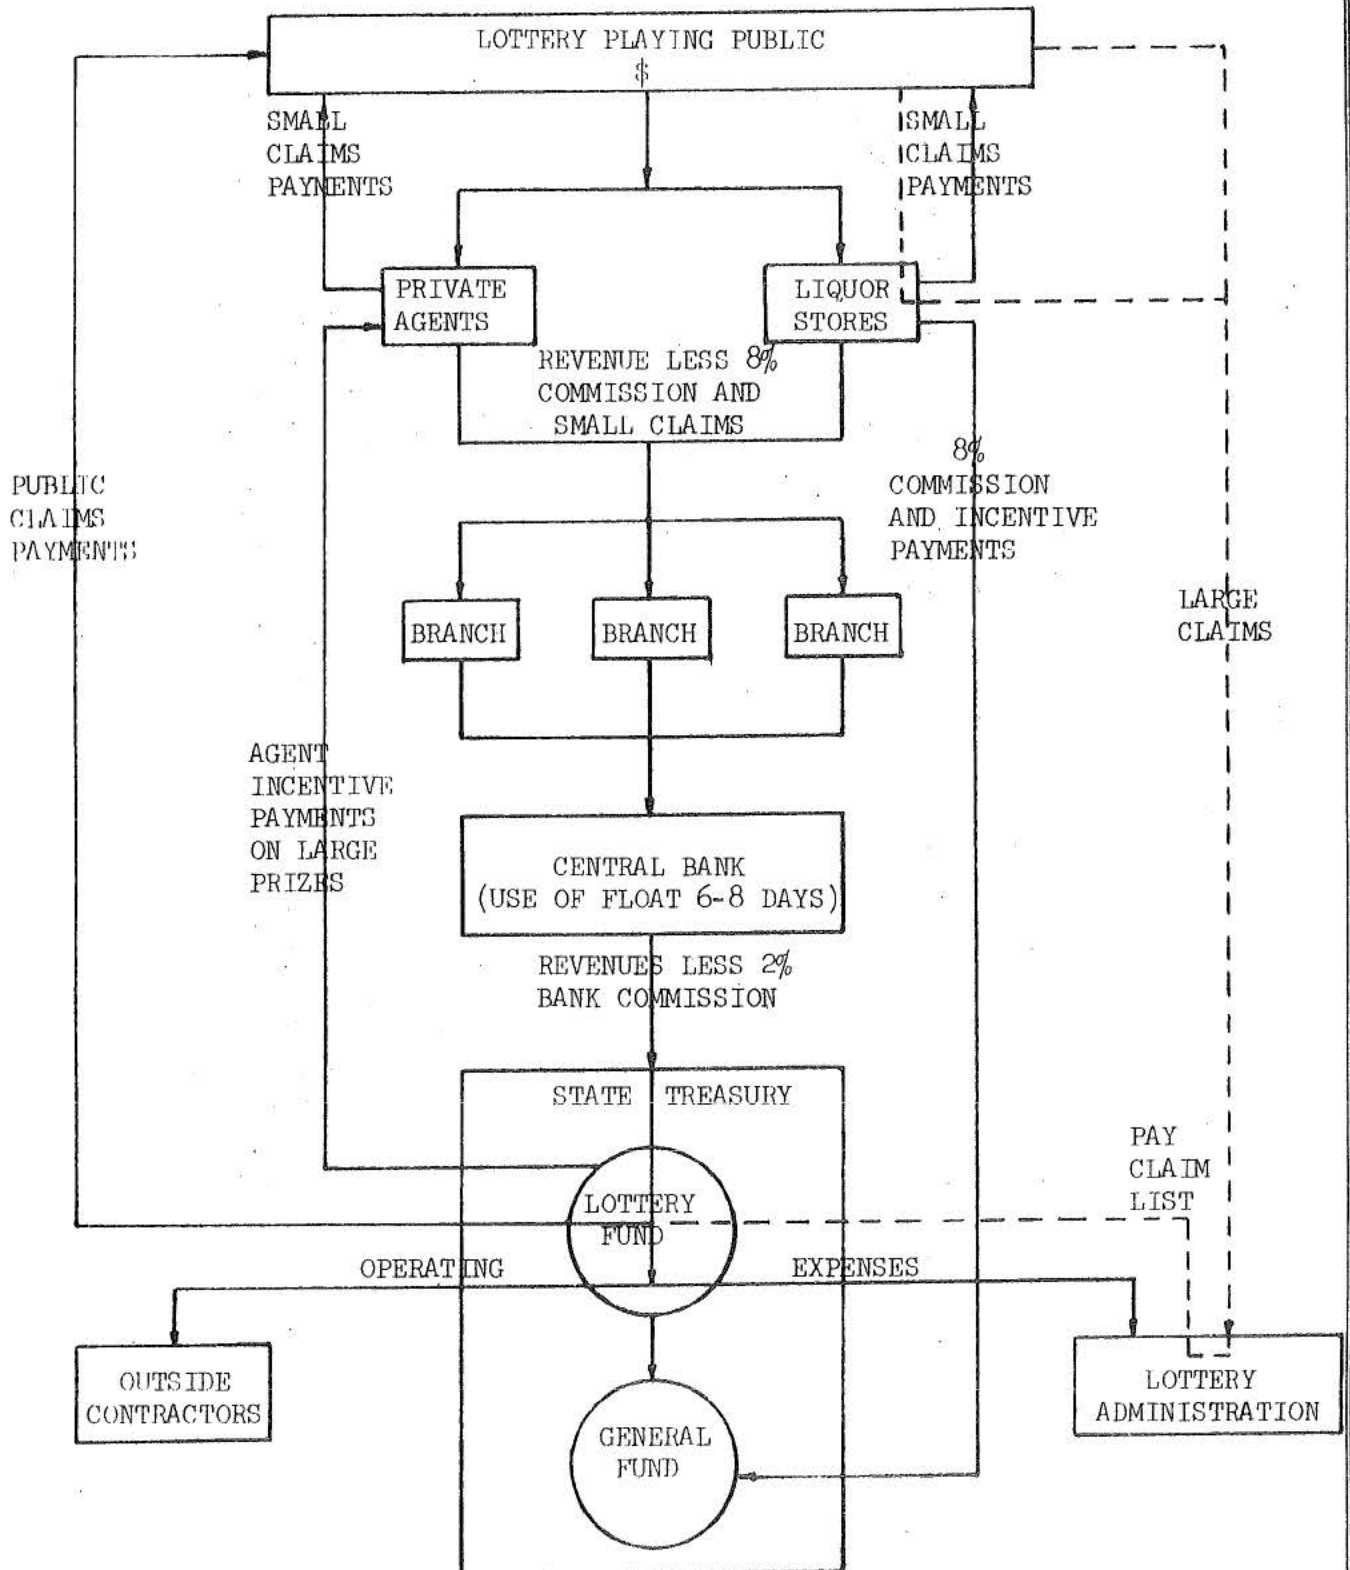 LOTTERY PLAYING PUBLIC
$
SMALL
CLAIMS
PAYMENTS
SMALL
CLAIMS
PAYMENTS
PRIVATE
AGENTS
LIQUOR
STORES
REVENUE LESS 8%
COMMISSION AND
SMALL CLAIMS
PUBLIC
CLAIMS
PAYMENTS
8%
COMMISSION
AND INCENTIVE
PAYMENTS
BRANCH
BRANCH
BRANCH
LARGE
CLAIMS
AGENT
INCENTIVE
PAYMENTS
ON LARGE
PRIZES
CENTRAL BANK
(USE OF FLOAT 6-8 DAYS)
REVENUES LESS 2%
BANK COMMISSION
STATE TREASURY
PAY
CLAIM
LIST
LOTTERY
FUND
OPERATING EXPENSES
OUTSIDE
CONTRACTORS
LOTTERY
ADMINISTRATION
GENERAL
FUND